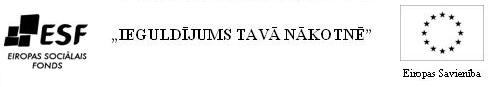 ESF
EIROPAS SOCIĀLAIS
FONDS
„IEGULDĪJUMS TAVĀ NĀKOTNĒ”
Eiropas Savienība